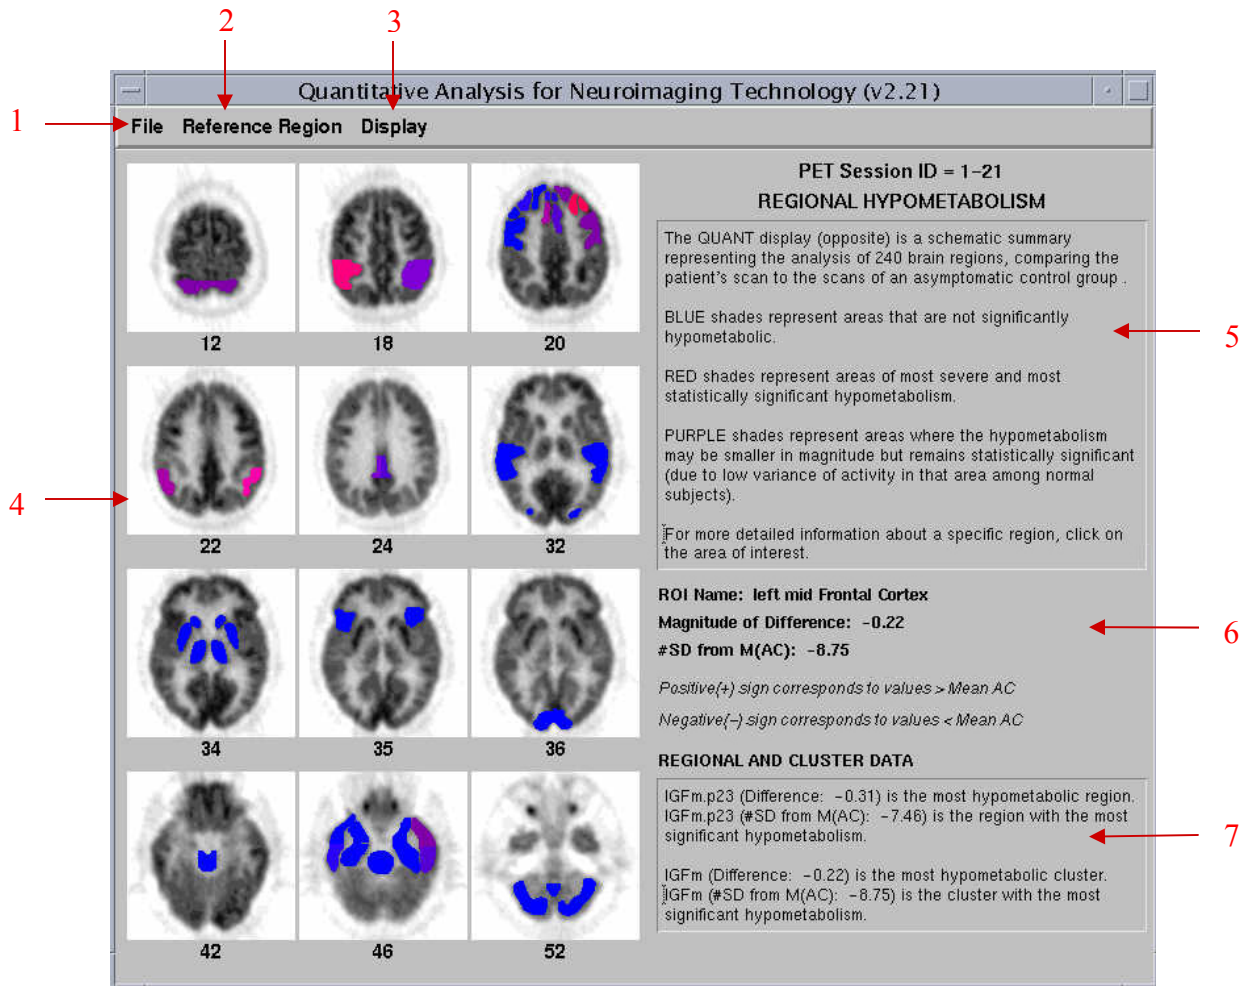 2
3
1
Quantitative Analysis for Neuroimaging Technology (v2.21)
File Reference Region Display
PET Session ID = 1-21
REGIONAL HYPOMETABOLISM
The QUANT display (opposite) is a schematic summary
representing the analysis of 240 brain regions, comparing the
patient's scan to the scans of an asymptomatic control group .
BLUE shades represent areas that are not significantly
hypometabolic.
RED shades represent areas of most severe and most
statistically significant hypometabolism.
PURPLE shades represent areas where the hypometabolism
may be smaller in magnitude but remains statistically significant
(due to low variance of activity in that area among normal
subjects).
For more detailed information about a specific region, click on
the area of interest.
5
12 18 20
4
22 24 32
34 35 36
42 46 52
ROI Name: left mid Frontal Cortex
Magnitude of Difference: -0.22
#SD from M(AC): -8.75
6
Positive(+) sign corresponds to values > Mean AC
Negative(-) sign corresponds to values < Mean AC
REGIONAL AND CLUSTER DATA
IGFm.p23 (Difference: -0.31) is the most hypometabolic region.
IGFm.p23 (#SD from M(AC): -7.46) is the region with the most
significant hypometabolism.
7
IGFm (Difference: -0.22) is the most hypometabolic cluster.
IGFm (#SD from M(AC): -8.75) is the cluster with the most
significant hypometabolism.